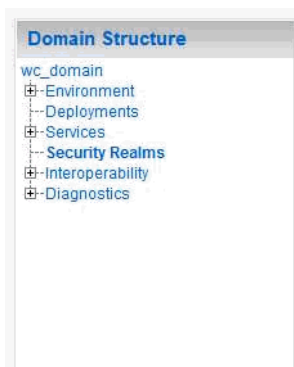 Domain Structure
wc_domain
Environment
Deployments
Services
Security Realms
Interoperability
Diagnostics